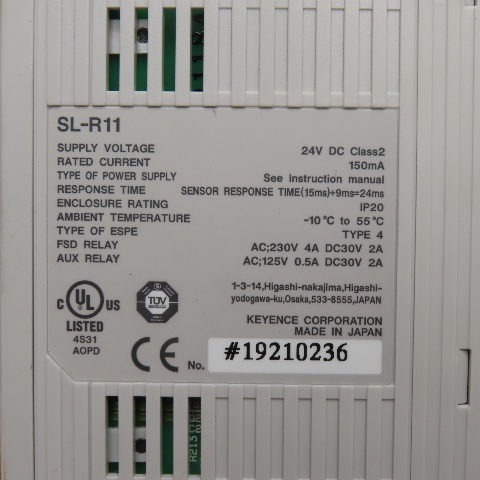 SL-R11
SUPPLY VOLTAGE 24V DC Class2
RATED CURRENT 150mA
TYPE OF POWER SUPPLY See instruction manual
RESPONSE TIME SENSOR RESPONSE TIME(15ms)+9ms=24ms
ENCLOSURE RATING IP20
AMBIENT TEMPERATURE -10°C to 55°C
TYPE OF ESPE TYPE 4
FSD RELAY AC;230V 4A DC30V 2A
AUX RELAY AC;125V 0.5A DC30V 2A
1-3-14,Higashi-nakajima,Higashi-
yodogawa-ku,Osaka,533-8555,JAPAN
C UL US
LISTED
4S31
AOPD
TÜV
KEYENCE CORPORATION
MADE IN JAPAN
CE No. #19210236